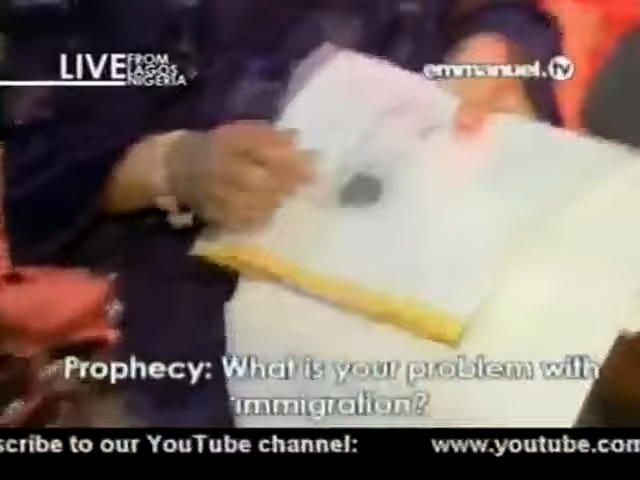 LIVE FROM
LAGOS
NIGERIA
emmanuel.tv
Prophecy: What is your problem with
immigration?
scribe to our YouTube channel:
www.youtube.com